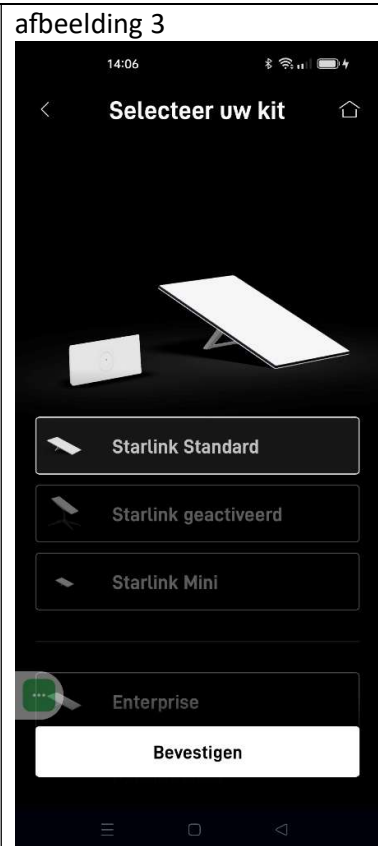 afbeelding 3
14:06
Selecteer uw kit
Starlink Standard
Starlink geactiveerd
Starlink Mini
Enterprise
Bevestigen